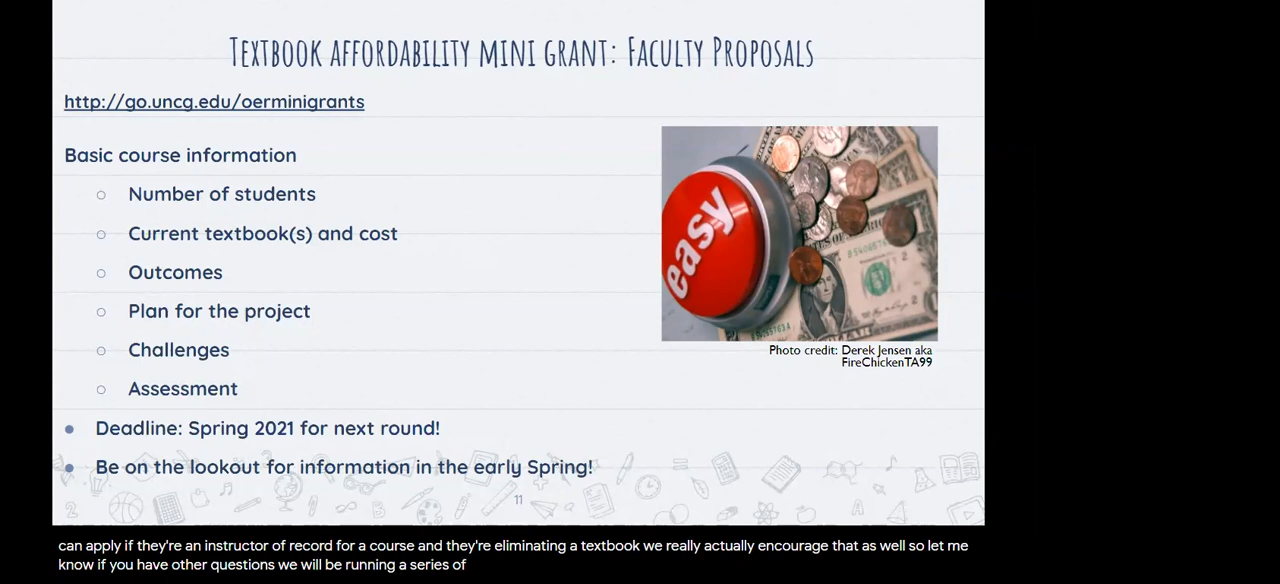 Textbook affordability mini grant: Faculty Proposals
http://go.uncg.edu/oerminigrants
Basic course information
Number of students
Current textbook(s) and cost
Outcomes
Plan for the project
Challenges
Assessment
Deadline: Spring 2021 for next round!
Be on the lookout for information in the early Spring!
easy
Photo credit: Derek Jensen aka
FireChickenTA99
11
can apply if they're an instructor of record for a course and they're eliminating a textbook we really actually encourage that as well so let me
know if you have other questions we will be running a series of